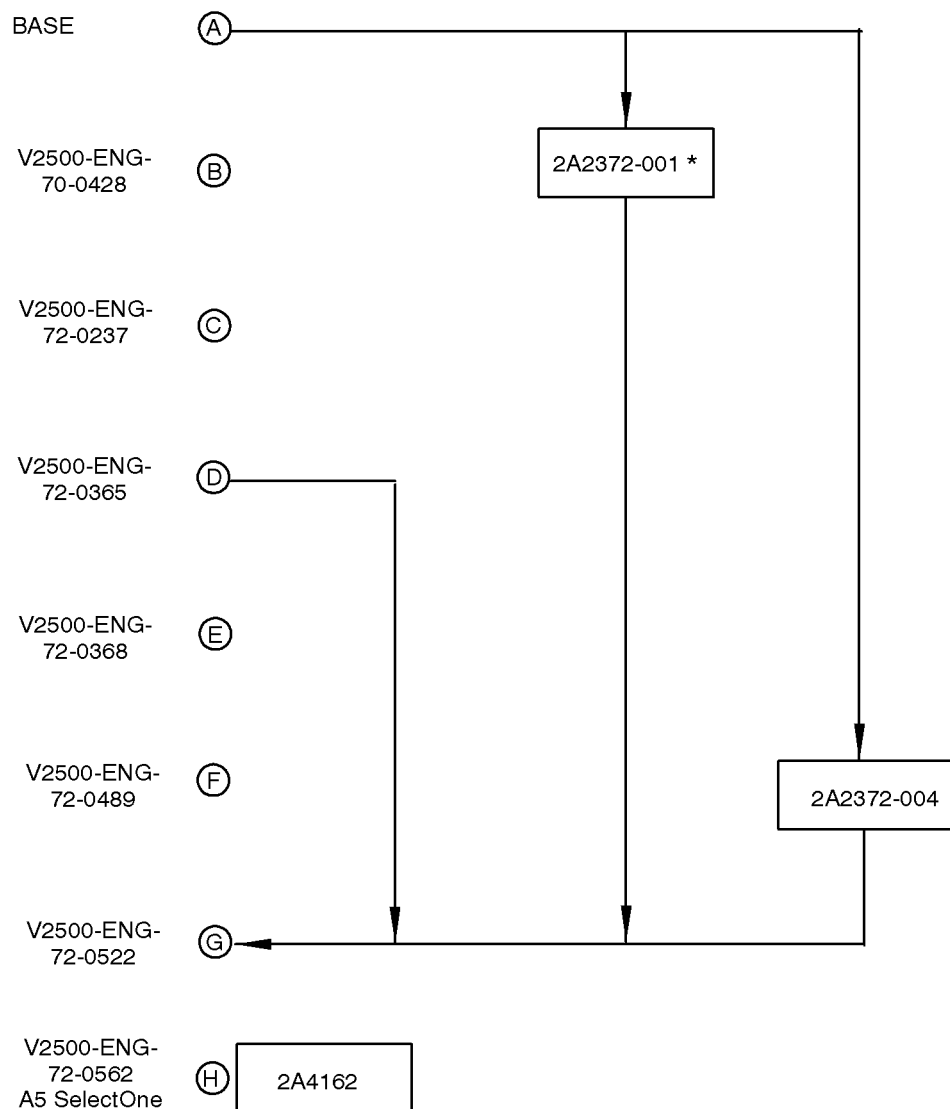 BASE
A
V2500-ENG-
70-0428
B
2A2372-001 *
V2500-ENG-
72-0237
C
V2500-ENG-
72-0365
D
V2500-ENG-
72-0368
E
V2500-ENG-
72-0489
F
2A2372-004
V2500-ENG-
72-0522
G
V2500-ENG-
72-0562
A5 SelectOne
H
2A4162